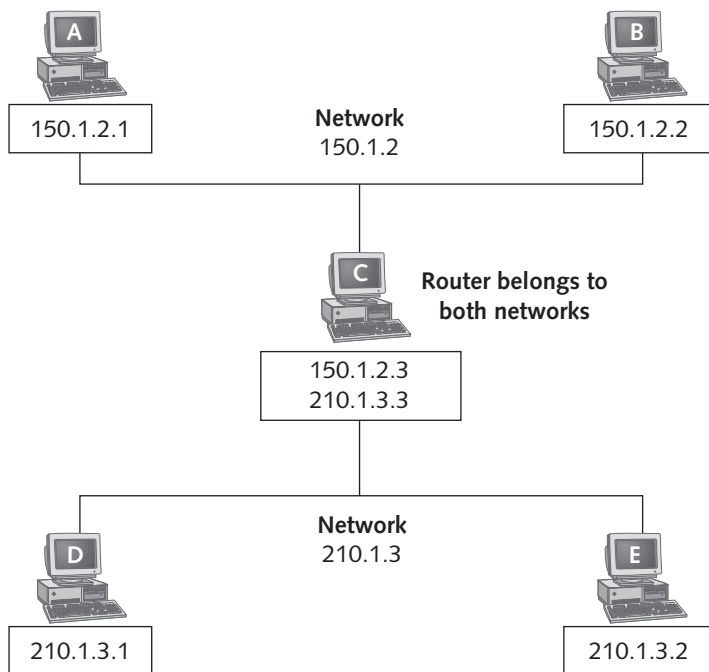 A
B
150.1.2.1
Network
150.1.2
150.1.2.2
C
Router belongs to
both networks
150.1.2.3
210.1.3.3
D
Network
210.1.3
E
210.1.3.1
210.1.3.2